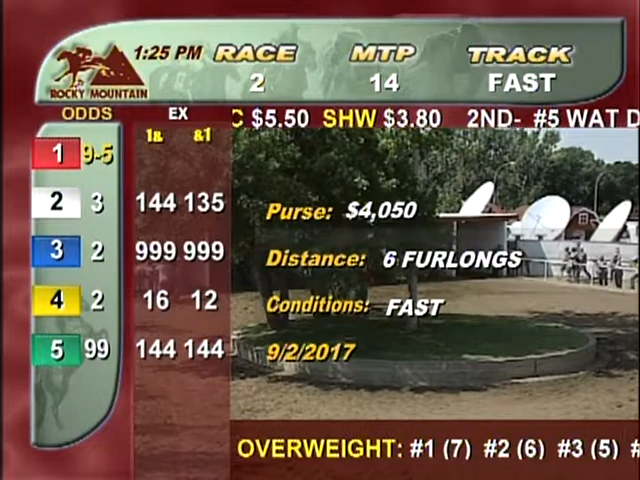 1:25 PM RACE MTP TRACK
2 14 FAST
ROCKY MOUNTAIN
ODDS EX
$5.50 SHW $3.80 2ND- #5 WAT
1& &1
1 9-5
2 3 144 135
3 2 999 999
4 2 16 12
5 99 144 144
Purse: $4,050
Distance: 6 FURLONGS
Conditions: FAST
9/2/2017
OVERWEIGHT: #1 (7) #2 (6) #3 (5) #